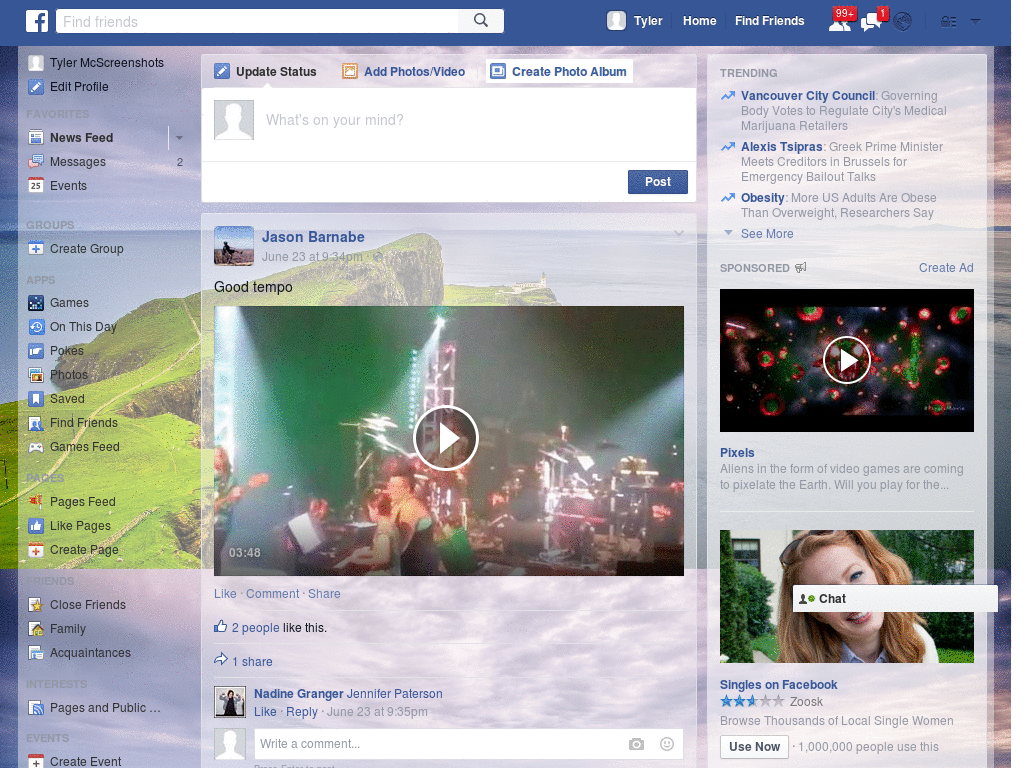 Find friends
Tyler
Home
Find Friends
99+
1
Tyler McScreenshots
Edit Profile
FAVORITES
News Feed
Messages 2
Events
GROUPS
Create Group
APPS
Games
On This Day
Pokes
Photos
Saved
Find Friends
Games Feed
PAGES
Pages Feed
Like Pages
Create Page
FRIENDS
Close Friends
Family
Acquaintances
INTERESTS
Pages and Public ...
EVENTS
Create Event
Update Status
Add Photos/Video
Create Photo Album
What's on your mind?
Post
Jason Barnabe
June 23 at 9:34pm ·
Good tempo
03:48
Like · Comment · Share
2 people like this.
1 share
Nadine Granger Jennifer Paterson
Like · Reply · June 23 at 9:35pm
Write a comment...
TRENDING
Vancouver City Council: Governing
Body Votes to Regulate City's Medical
Marijuana Retailers
Alexis Tsipras: Greek Prime Minister
Meets Creditors in Brussels for
Emergency Bailout Talks
Obesity: More US Adults Are Obese
Than Overweight, Researchers Say
See More
SPONSORED
Create Ad
Pixels
Aliens in the form of video games are coming
to pixelate the Earth. Will you play for the...
Chat
Singles on Facebook
Zoosk
Browse Thousands of Local Single Women
Use Now · 1,000,000 people use this